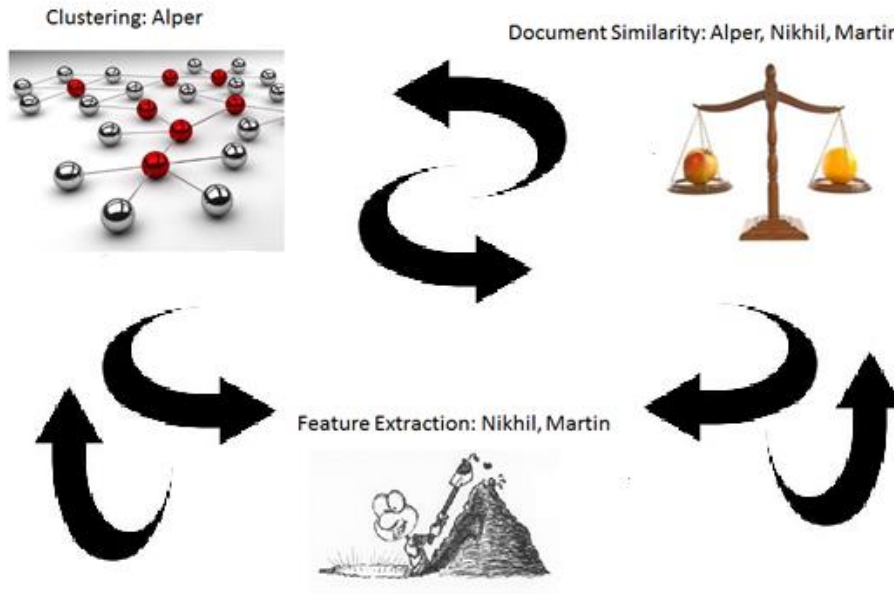 Clustering: Alper
Document Similarity: Alper, Nikhil, Martin
Feature Extraction: Nikhil, Martin